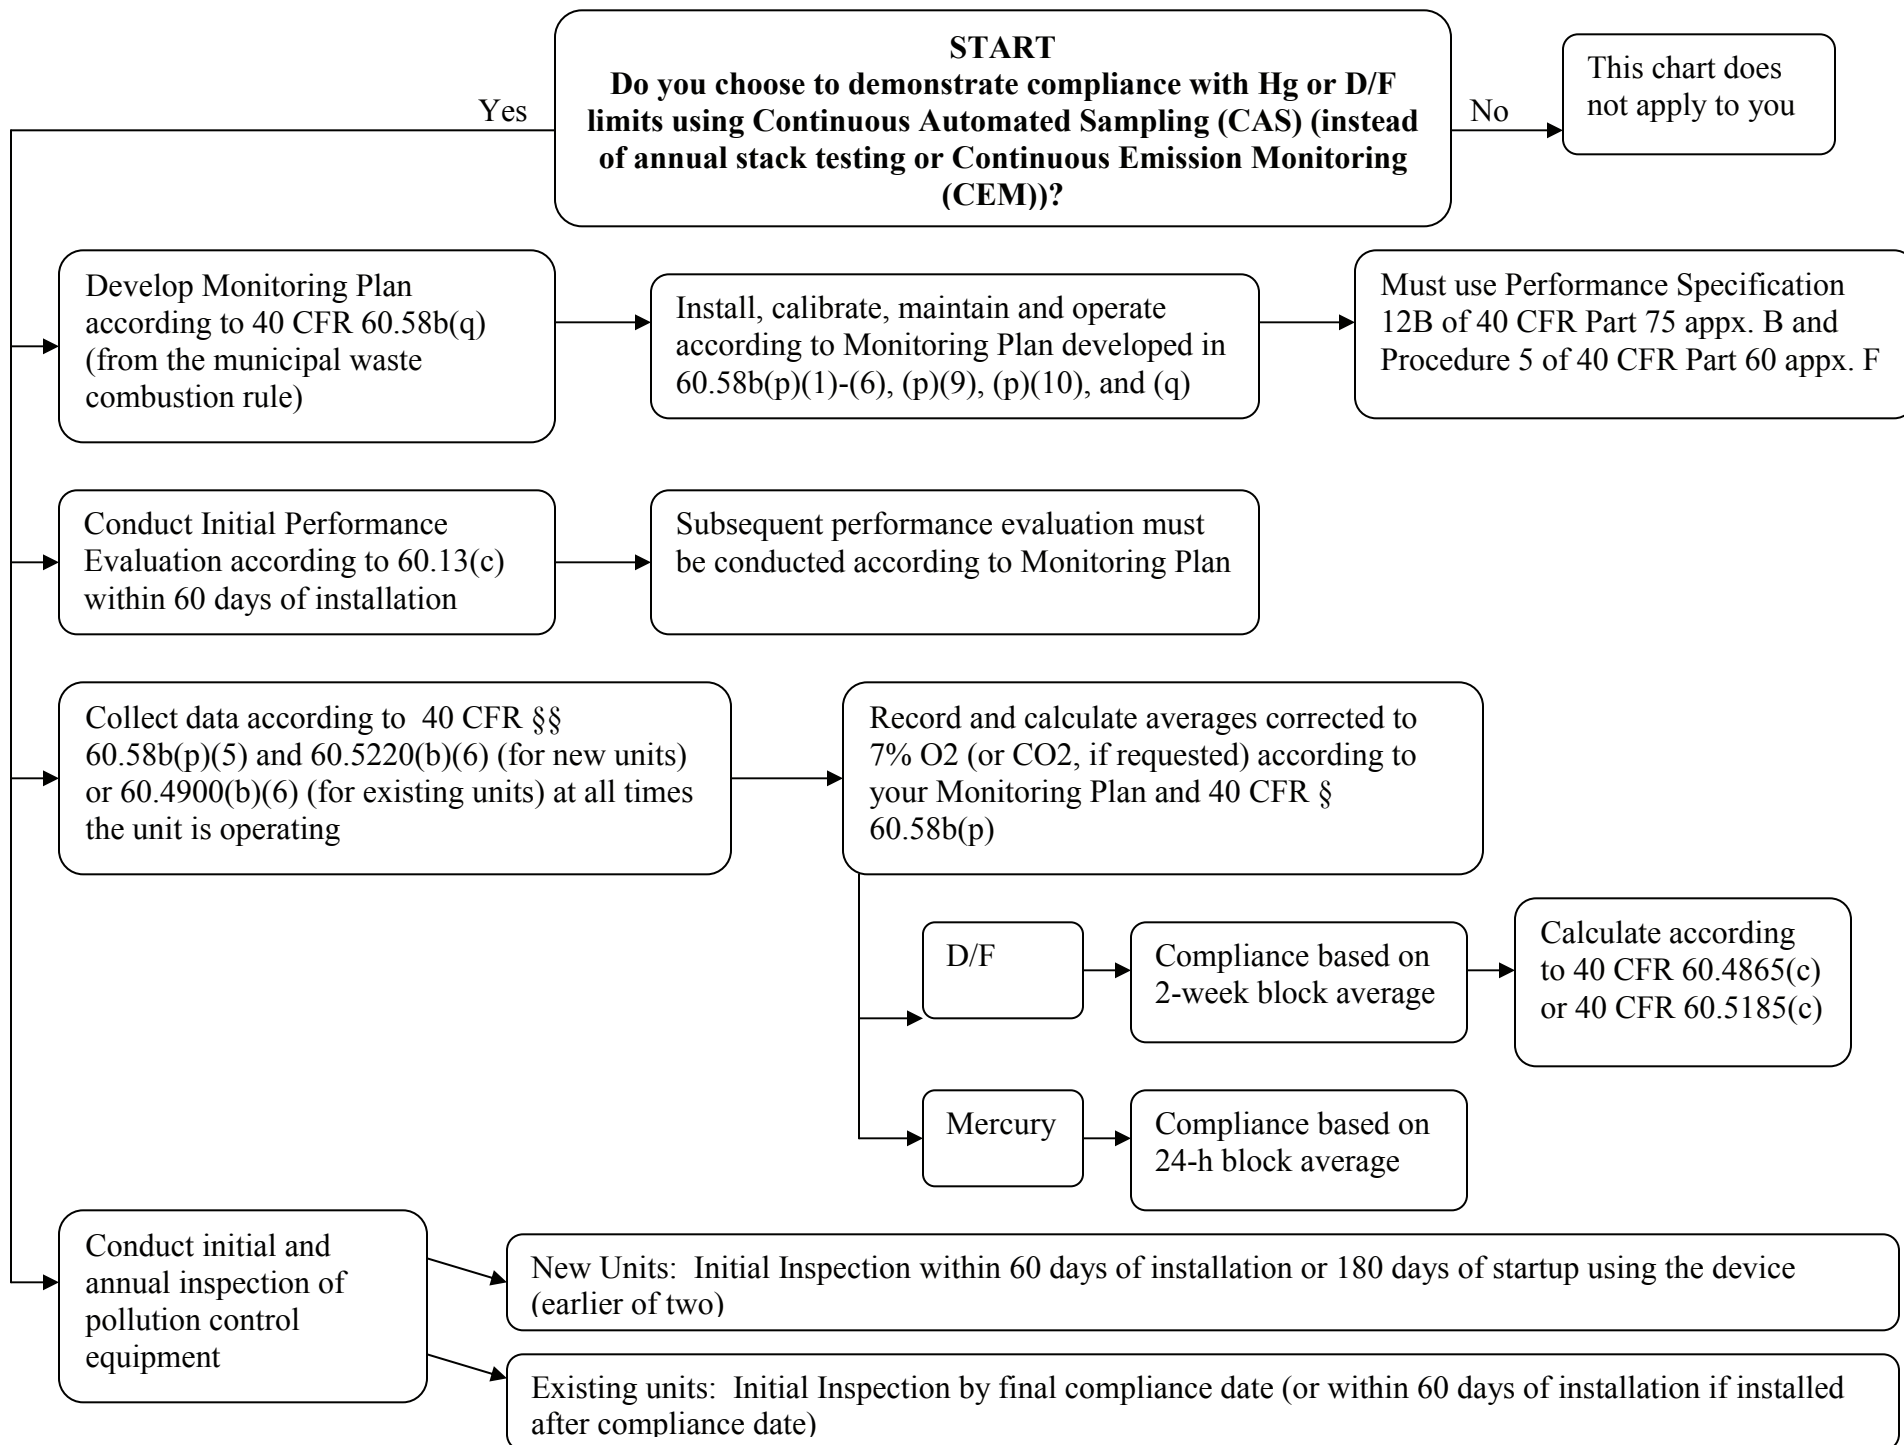 START
Do you choose to demonstrate compliance with Hg or D/F
limits using Continuous Automated Sampling (CAS) (instead
of annual stack testing or Continuous Emission Monitoring
(CEM))?
This chart does
not apply to you
Yes
No
Develop Monitoring Plan
according to 40 CFR 60.58b(q)
(from the municipal waste
combustion rule)
Install, calibrate, maintain and operate
according to Monitoring Plan developed in
60.58b(p)(1)-(6), (p)(9), (p)(10), and (q)
Must use Performance Specification
12B of 40 CFR Part 75 appx. B and
Procedure 5 of 40 CFR Part 60 appx. F
Conduct Initial Performance
Evaluation according to 60.13(c)
within 60 days of installation
Subsequent performance evaluation must
be conducted according to Monitoring Plan
Collect data according to  40 CFR §§
60.58b(p)(5) and 60.5220(b)(6) (for new units)
or 60.4900(b)(6) (for existing units) at all times
the unit is operating
Record and calculate averages corrected to
7% O2 (or CO2, if requested) according to
your Monitoring Plan and 40 CFR §
60.58b(p)
D/F
Compliance based on
2-week block average
Calculate according
to 40 CFR 60.4865(c)
or 40 CFR 60.5185(c)
Mercury
Compliance based on
24-h block average
Conduct initial and
annual inspection of
pollution control
equipment
New Units:  Initial Inspection within 60 days of installation or 180 days of startup using the device
(earlier of two)
Existing units:  Initial Inspection by final compliance date (or within 60 days of installation if installed
after compliance date)